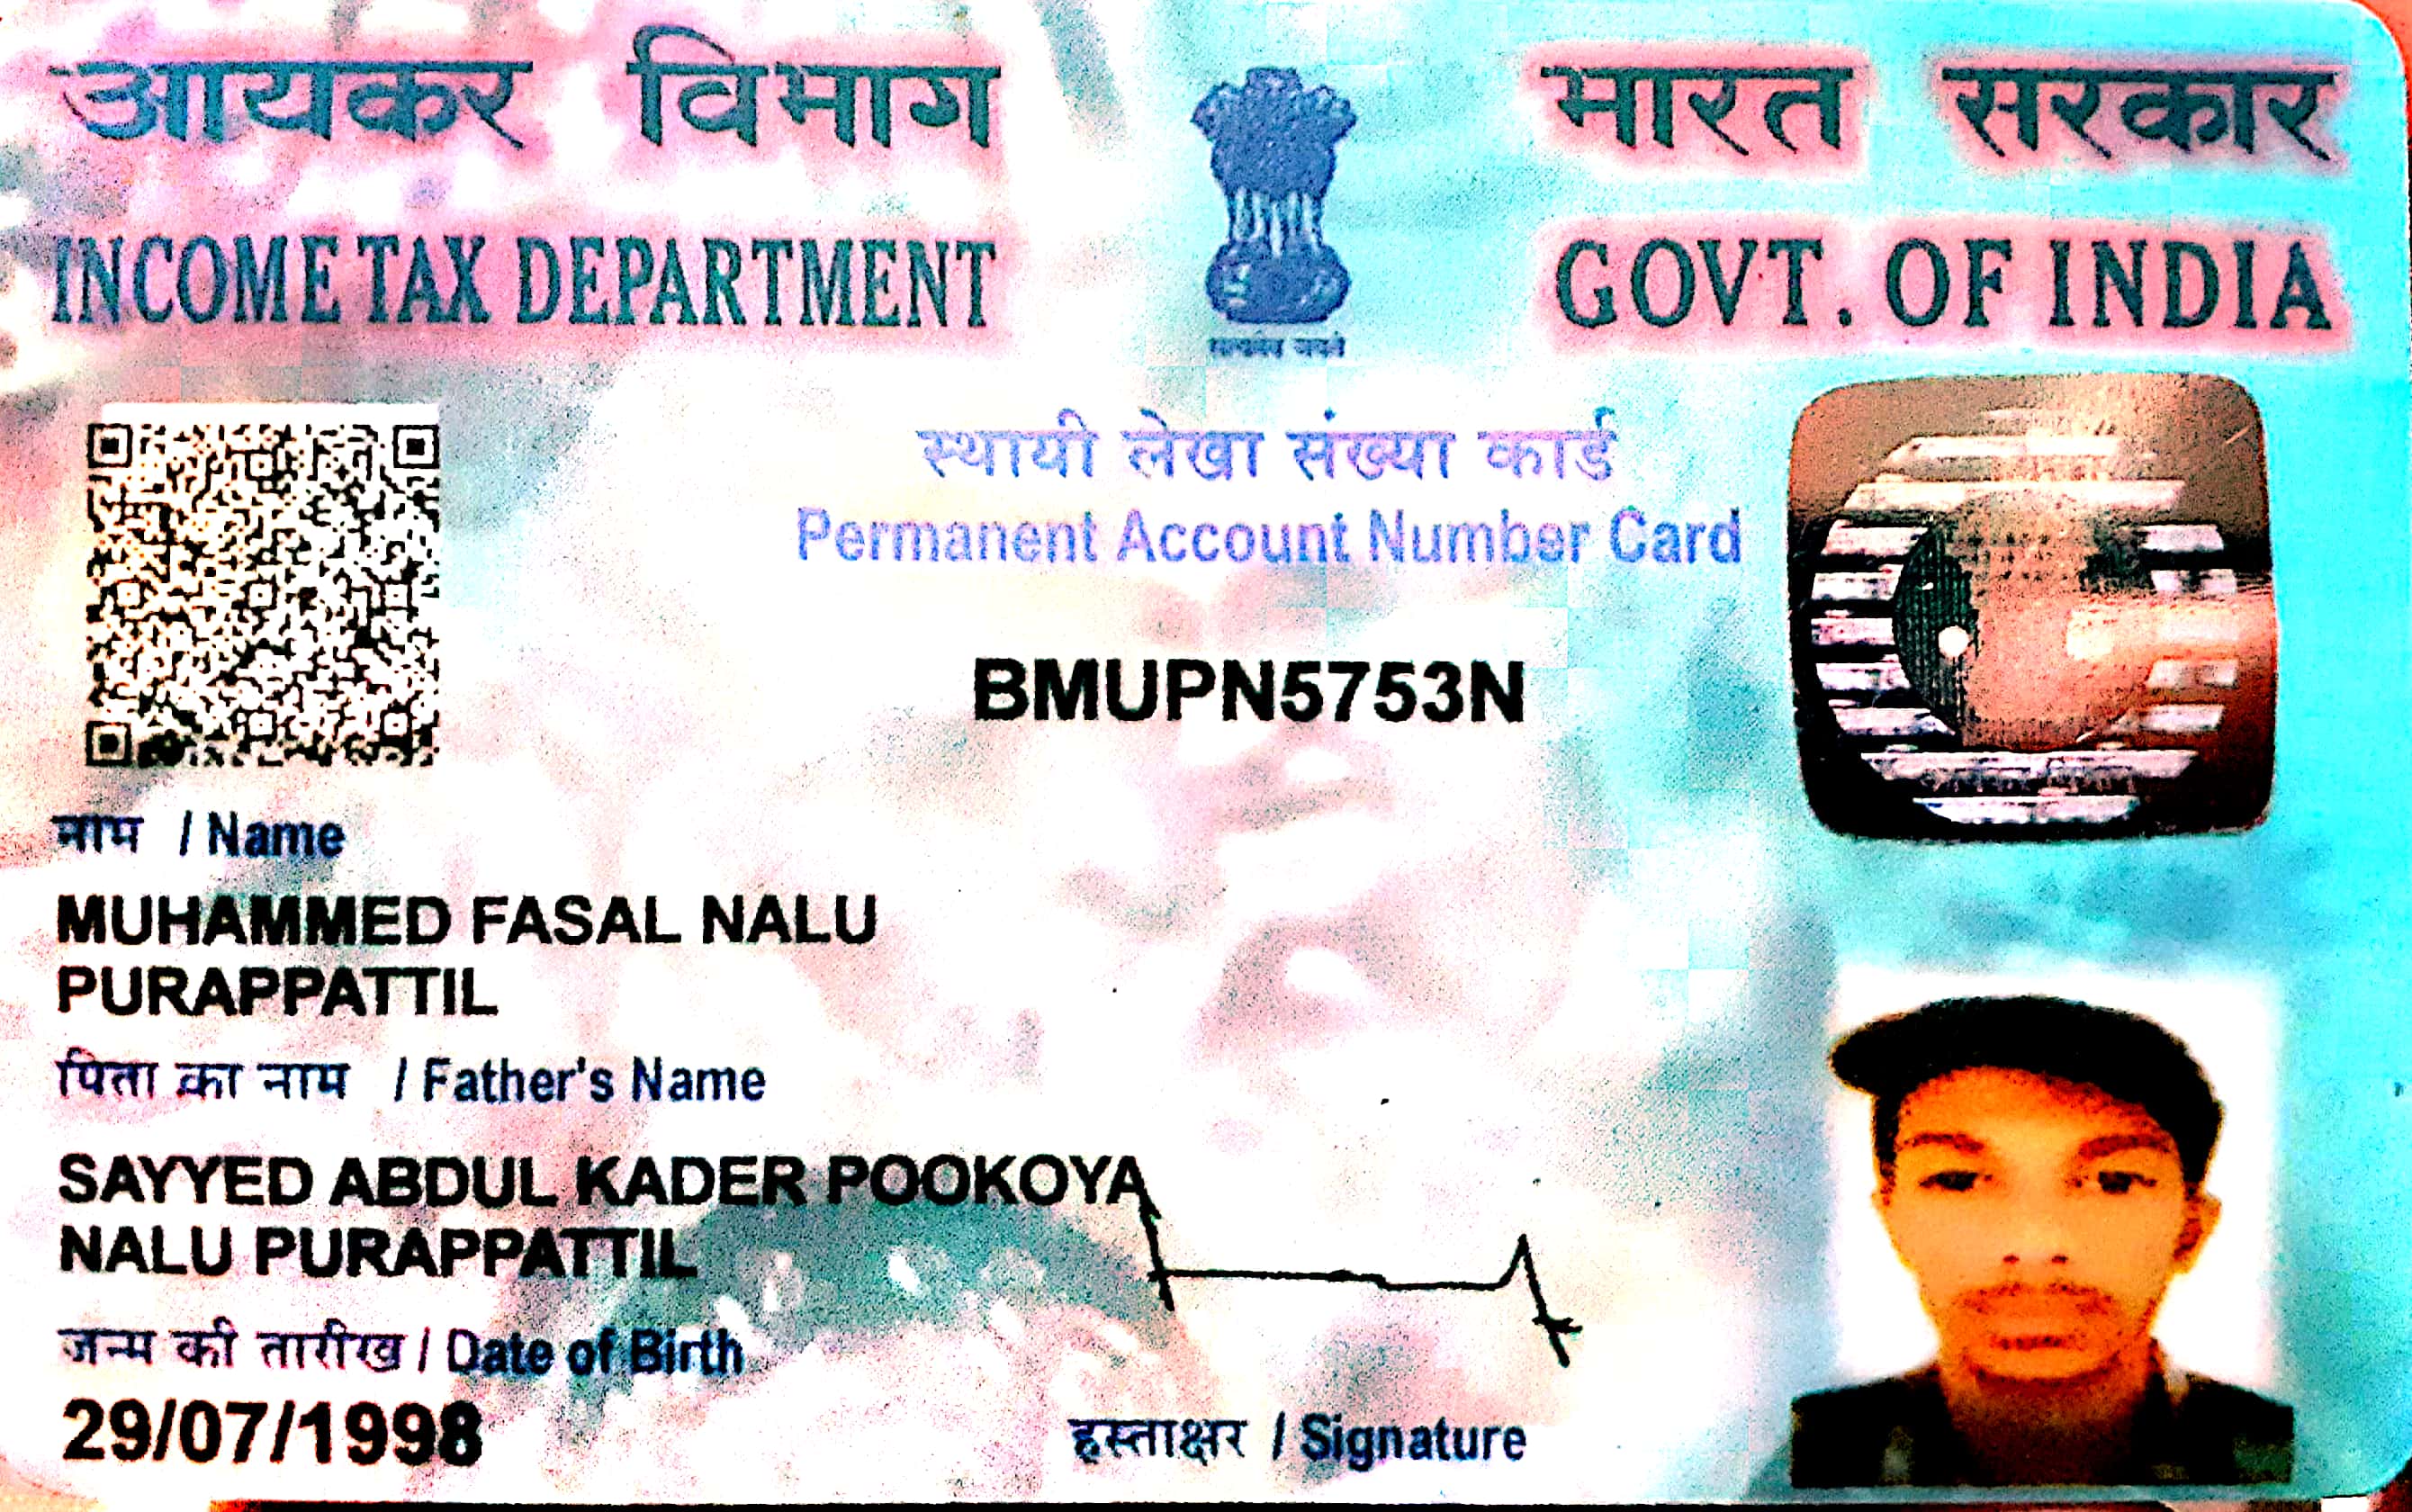 आयकर विभाग
INCOME TAX DEPARTMENT
भारत सरकार
GOVT. OF INDIA
सत्यमेव जयते
स्थायी लेखा संख्या कार्ड
Permanent Account Number Card
BMUPN5753N
नाम / Name
MUHAMMED FASAL NALU
PURAPPATTIL
पिता का नाम / Father's Name
SAYYED ABDUL KADER POOKOYA
NALU PURAPPATTIL
जन्म की तारीख / Date of Birth
29/07/1998
हस्ताक्षर / Signature